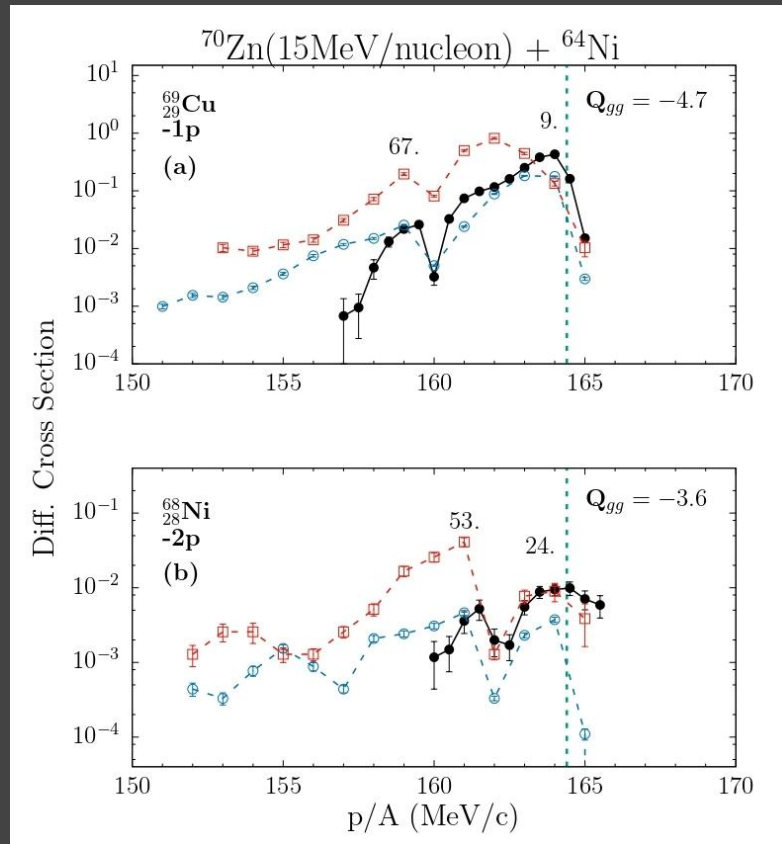 ⁷⁰Zn(15MeV/nucleon) + ⁶⁴Ni
10¹
10⁰
10⁻¹
10⁻²
10⁻³
10⁻⁴
⁶⁹₂₉Cu
-1p
(a)
67.
9.
Q_gg = −4.7
150 155 160 165 170
Diff. Cross Section
10⁻¹
10⁻²
10⁻³
10⁻⁴
⁶⁸₂₈Ni
-2p
(b)
53.
24.
Q_gg = −3.6
150 155 160 165 170
p/A (MeV/c)